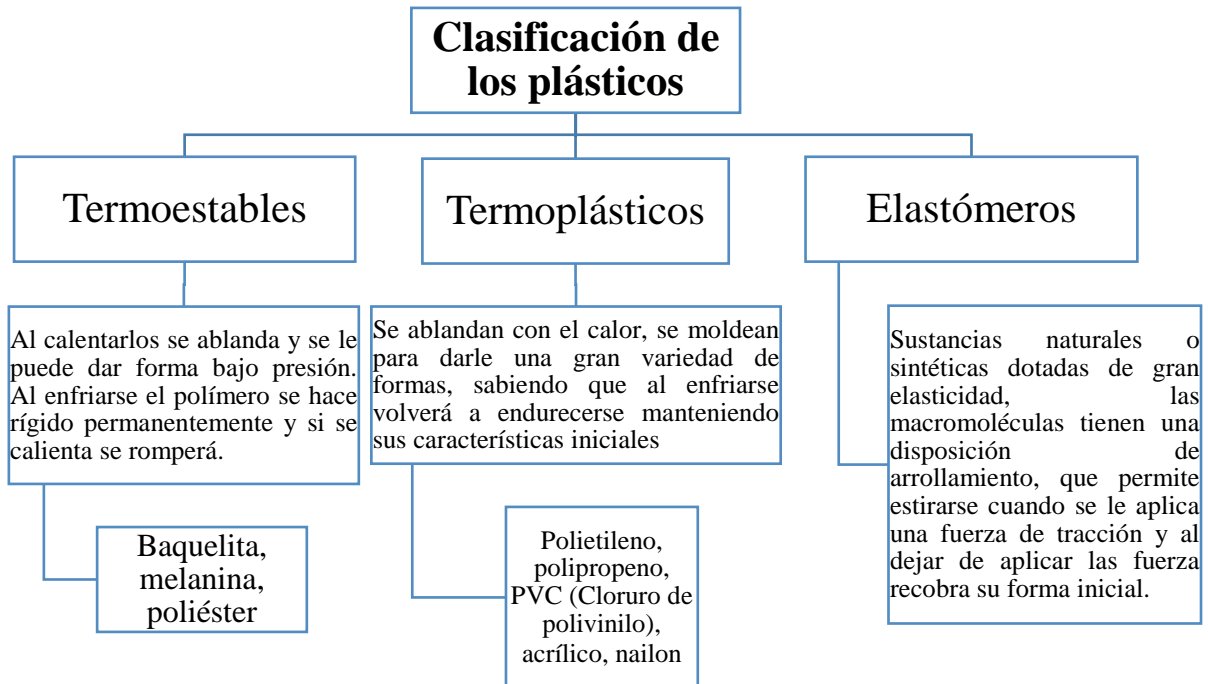 Clasificación de
los plásticos
Termoestables
Termoplásticos
Elastómeros
Al calentarlos se ablanda y se le
puede dar forma bajo presión.
Al enfriarse el polímero se hace
rígido permanentemente y si se
calienta se romperá.
Se ablandan con el calor, se moldean
para darle una gran variedad de
formas, sabiendo que al enfriarse
volverá a endurecerse manteniendo
sus características iniciales
Sustancias naturales o
sintéticas dotadas de gran
elasticidad, las
macromoléculas tienen una
disposición de
arrollamiento, que permite
estirarse cuando se le aplica
una fuerza de tracción y al
dejar de aplicar las fuerza
recobra su forma inicial.
Baquelita,
melanina,
poliéster
Polietileno,
polipropeno,
PVC (Cloruro de
polivinilo),
acrílico, nailon